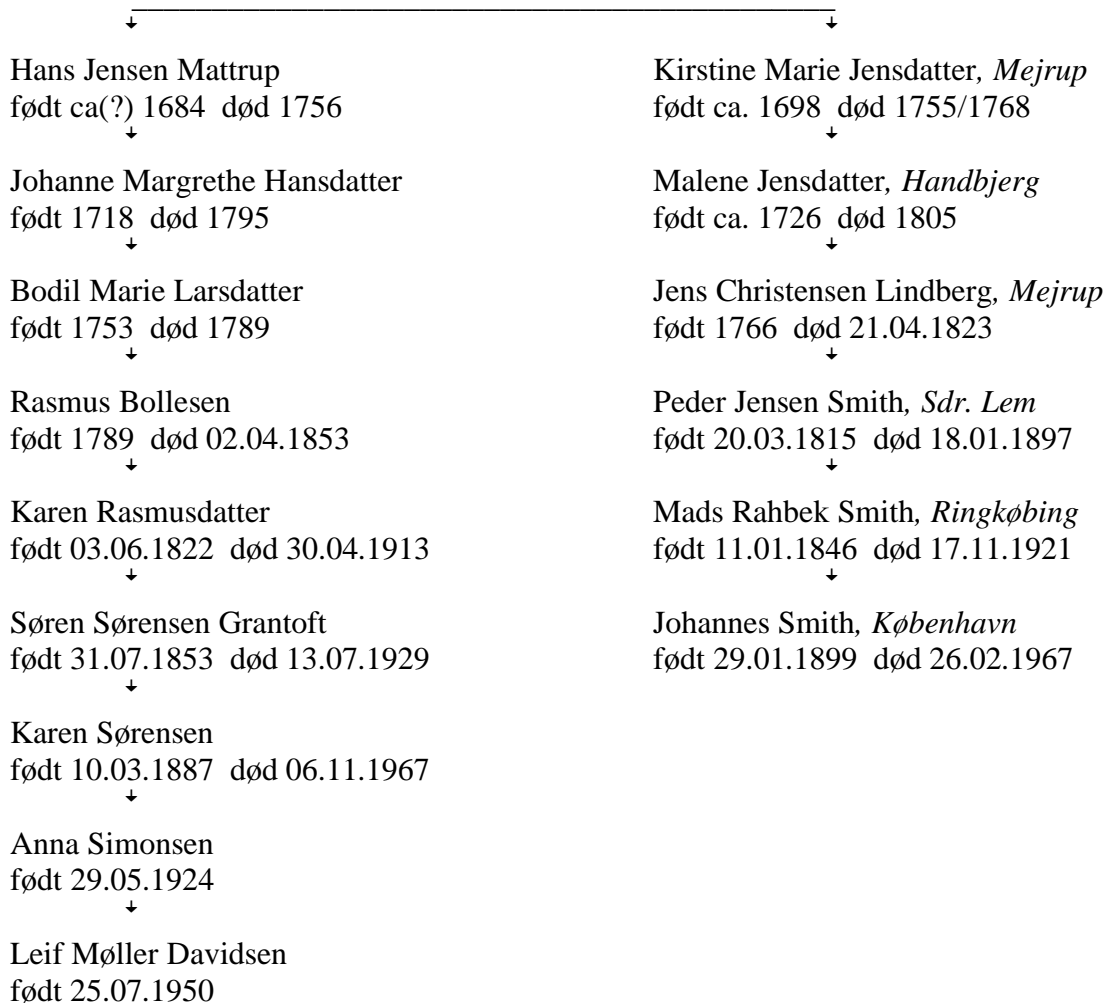 Hans Jensen Mattrup
født ca(?) 1684 død 1756
Johanne Margrethe Hansdatter
født 1718 død 1795
Bodil Marie Larsdatter
født 1753 død 1789
Rasmus Bollesen
født 1789 død 02.04.1853
Karen Rasmusdatter
født 03.06.1822 død 30.04.1913
Søren Sørensen Grantoft
født 31.07.1853 død 13.07.1929
Karen Sørensen
født 10.03.1887 død 06.11.1967
Anna Simonsen
født 29.05.1924
Leif Møller Davidsen
født 25.07.1950
Kirstine Marie Jensdatter, Mejrup
født ca. 1698 død 1755/1768
Malene Jensdatter, Handbjerg
født ca. 1726 død 1805
Jens Christensen Lindberg, Mejrup
født 1766 død 21.04.1823
Peder Jensen Smith, Sdr. Lem
født 20.03.1815 død 18.01.1897
Mads Rahbek Smith, Ringkøbing
født 11.01.1846 død 17.11.1921
Johannes Smith, København
født 29.01.1899 død 26.02.1967